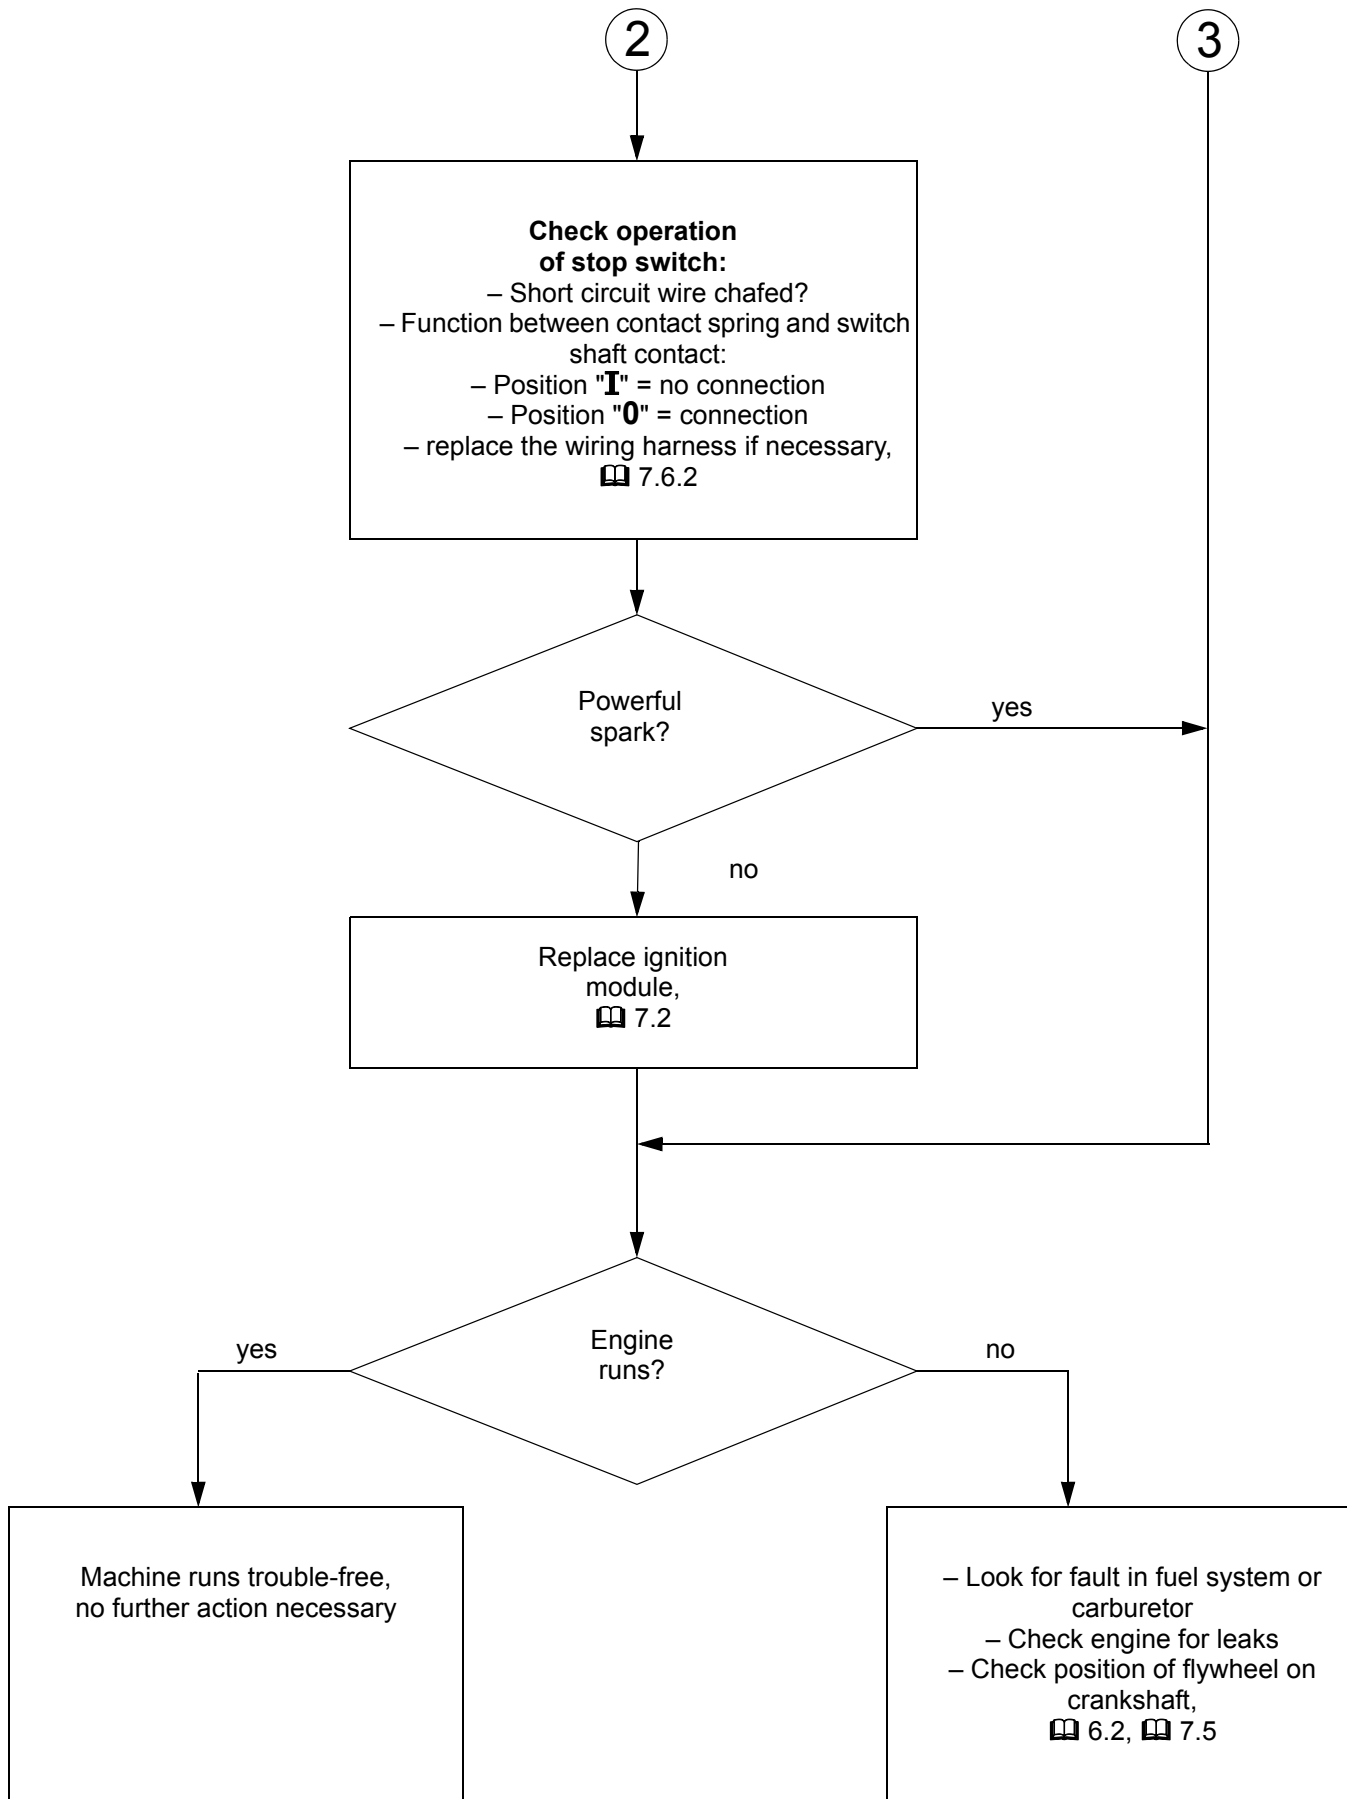 2
3
Check operation
of stop switch:
– Short circuit wire chafed?
– Function between contact spring and switch
shaft contact:
– Position "I" = no connection
– Position "0" = connection
– replace the wiring harness if necessary,
7.6.2
Powerful
spark?
yes
no
Replace ignition
module,
7.2
Engine
runs?
yes
no
Machine runs trouble-free,
no further action necessary
– Look for fault in fuel system or
carburetor
– Check engine for leaks
– Check position of flywheel on
crankshaft,
6.2, 7.5